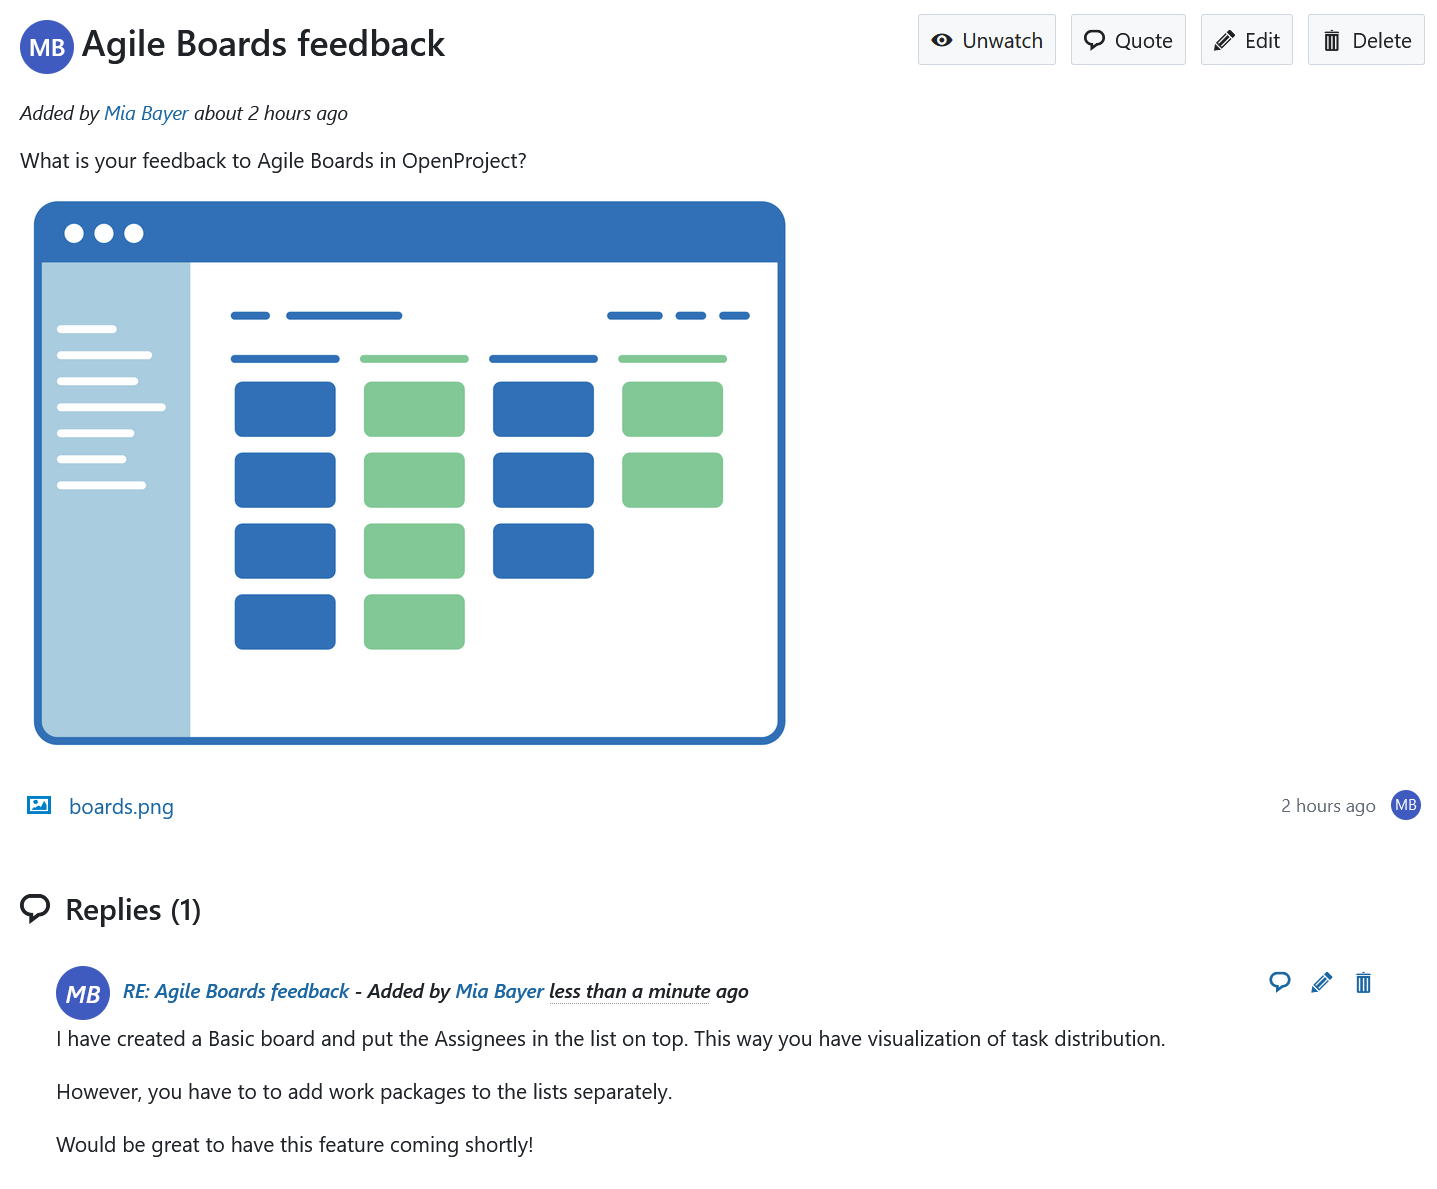 MB Agile Boards feedback
Unwatch Quote Edit Delete
Added by Mia Bayer about 2 hours ago
What is your feedback to Agile Boards in OpenProject?
boards.png 2 hours ago MB
Replies (1)
MB RE: Agile Boards feedback - Added by Mia Bayer less than a minute ago
I have created a Basic board and put the Assignees in the list on top. This way you have visualization of task distribution.
However, you have to to add work packages to the lists separately.
Would be great to have this feature coming shortly!